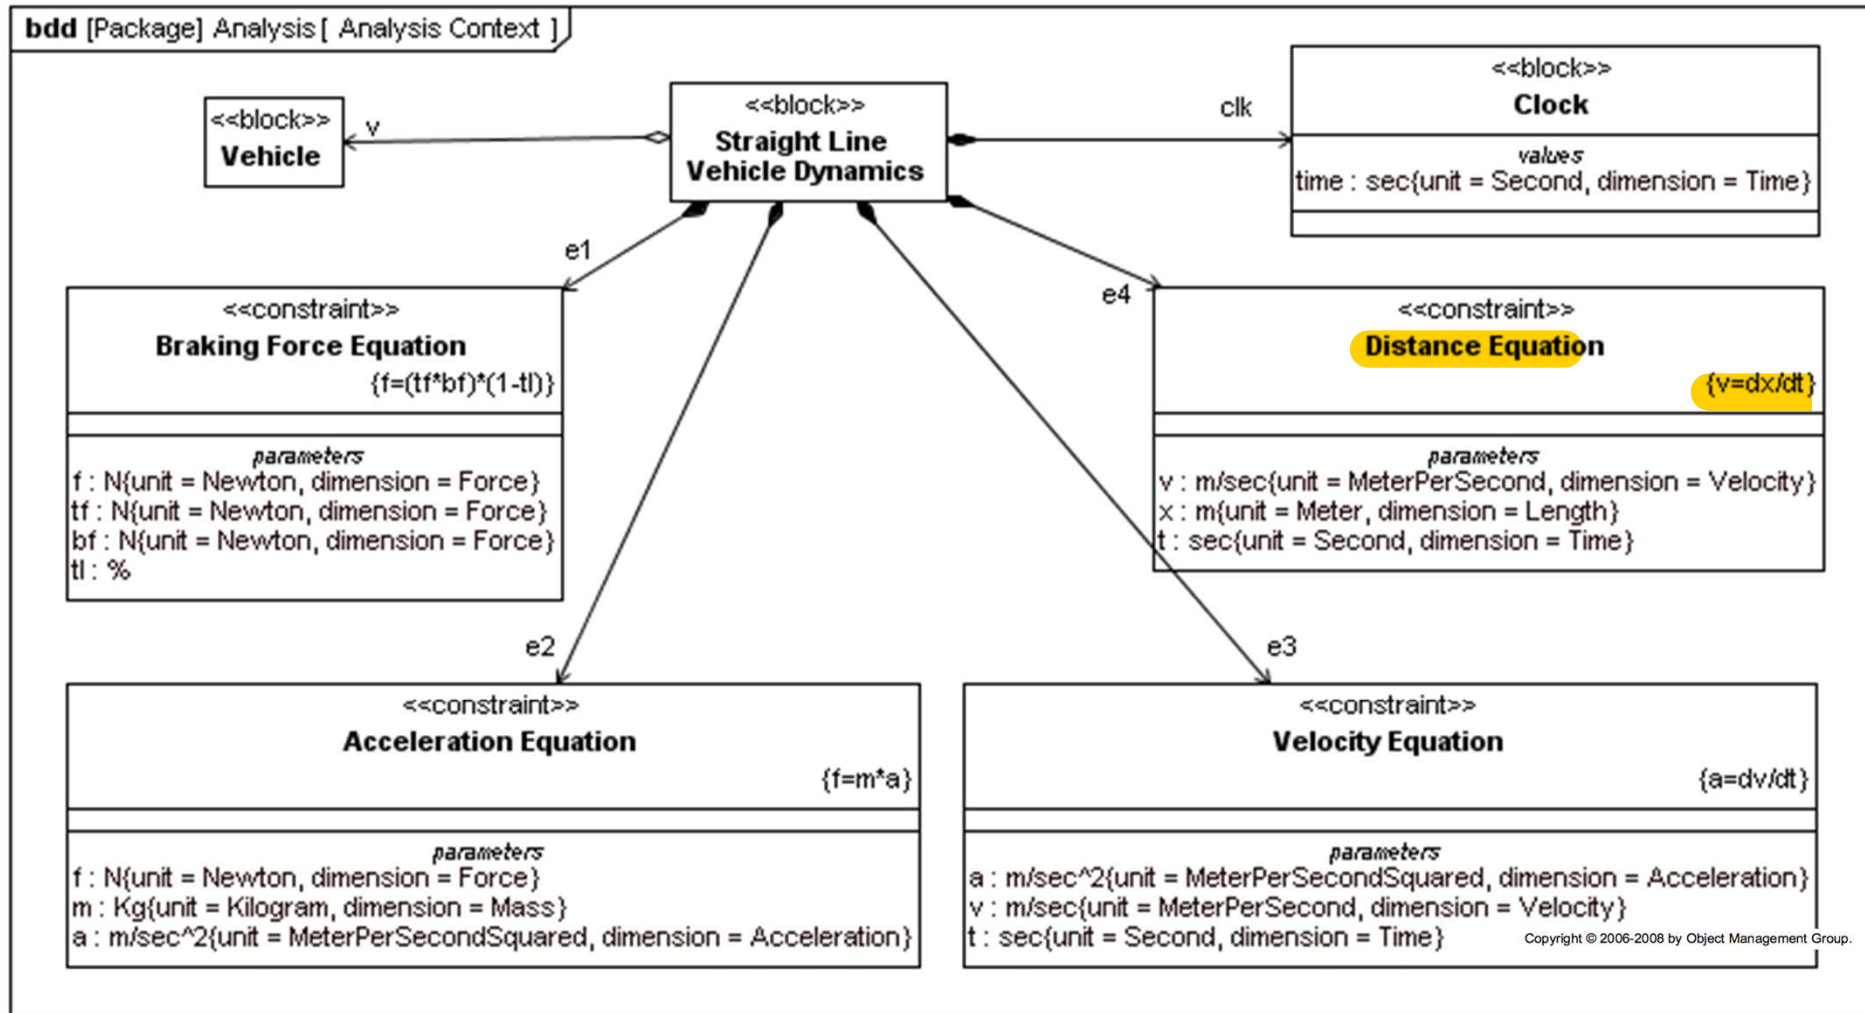 bdd [Package] Analysis [ Analysis Context ]
<<block>>
Vehicle
v
<<block>>
Straight Line
Vehicle Dynamics
clk
<<block>>
Clock
values
time : sec{unit = Second, dimension = Time}
e1
<<constraint>>
Braking Force Equation
{f=(tf*bf)*(1-tl)}
parameters
f : N{unit = Newton, dimension = Force}
tf : N{unit = Newton, dimension = Force}
bf : N{unit = Newton, dimension = Force}
tl : %
e4
<<constraint>>
Distance Equation
{v=dx/dt}
parameters
v : m/sec{unit = MeterPerSecond, dimension = Velocity}
x : m{unit = Meter, dimension = Length}
t : sec{unit = Second, dimension = Time}
e2
<<constraint>>
Acceleration Equation
{f=m*a}
parameters
f : N{unit = Newton, dimension = Force}
m : Kg{unit = Kilogram, dimension = Mass}
a : m/sec^2{unit = MeterPerSecondSquared, dimension = Acceleration}
e3
<<constraint>>
Velocity Equation
{a=dv/dt}
parameters
a : m/sec^2{unit = MeterPerSecondSquared, dimension = Acceleration}
v : m/sec{unit = MeterPerSecond, dimension = Velocity}
t : sec{unit = Second, dimension = Time}
Copyright © 2006-2008 by Object Management Group.